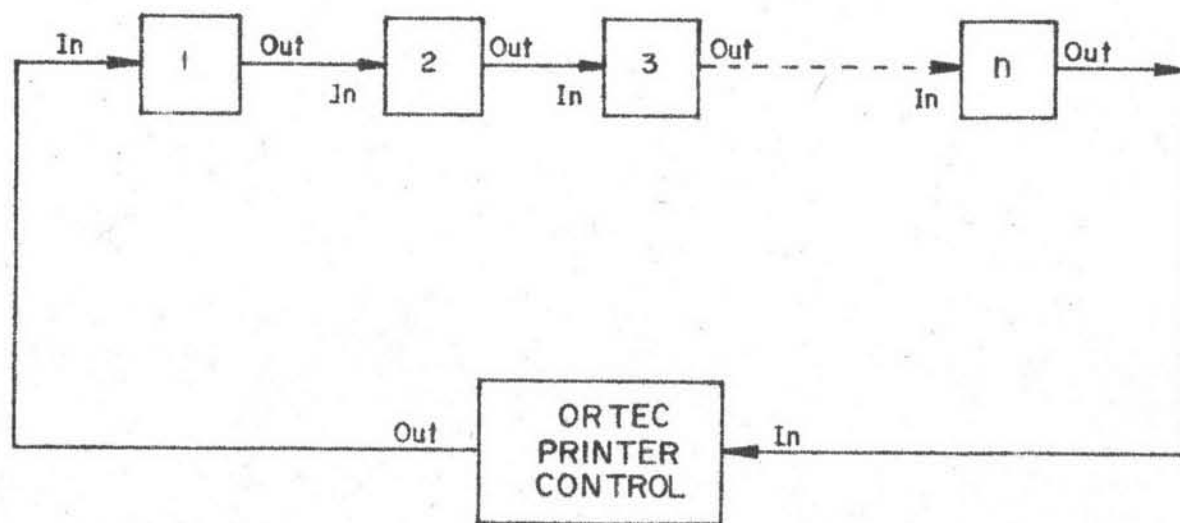 In 1 Out In 2 Out In 3 Out In n Out
Out ORTEC In
PRINTER
CONTROL